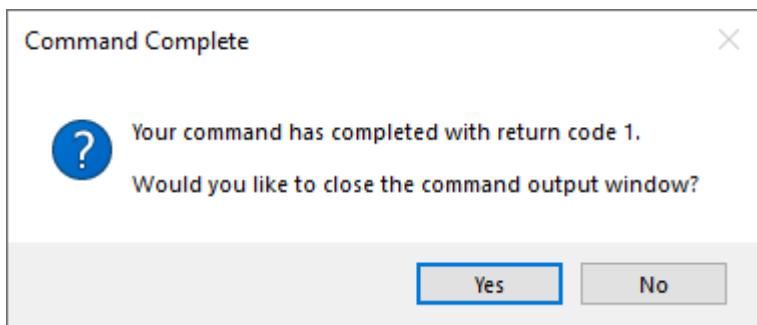 Command Complete
Your command has completed with return code 1.
Would you like to close the command output window?
Yes No